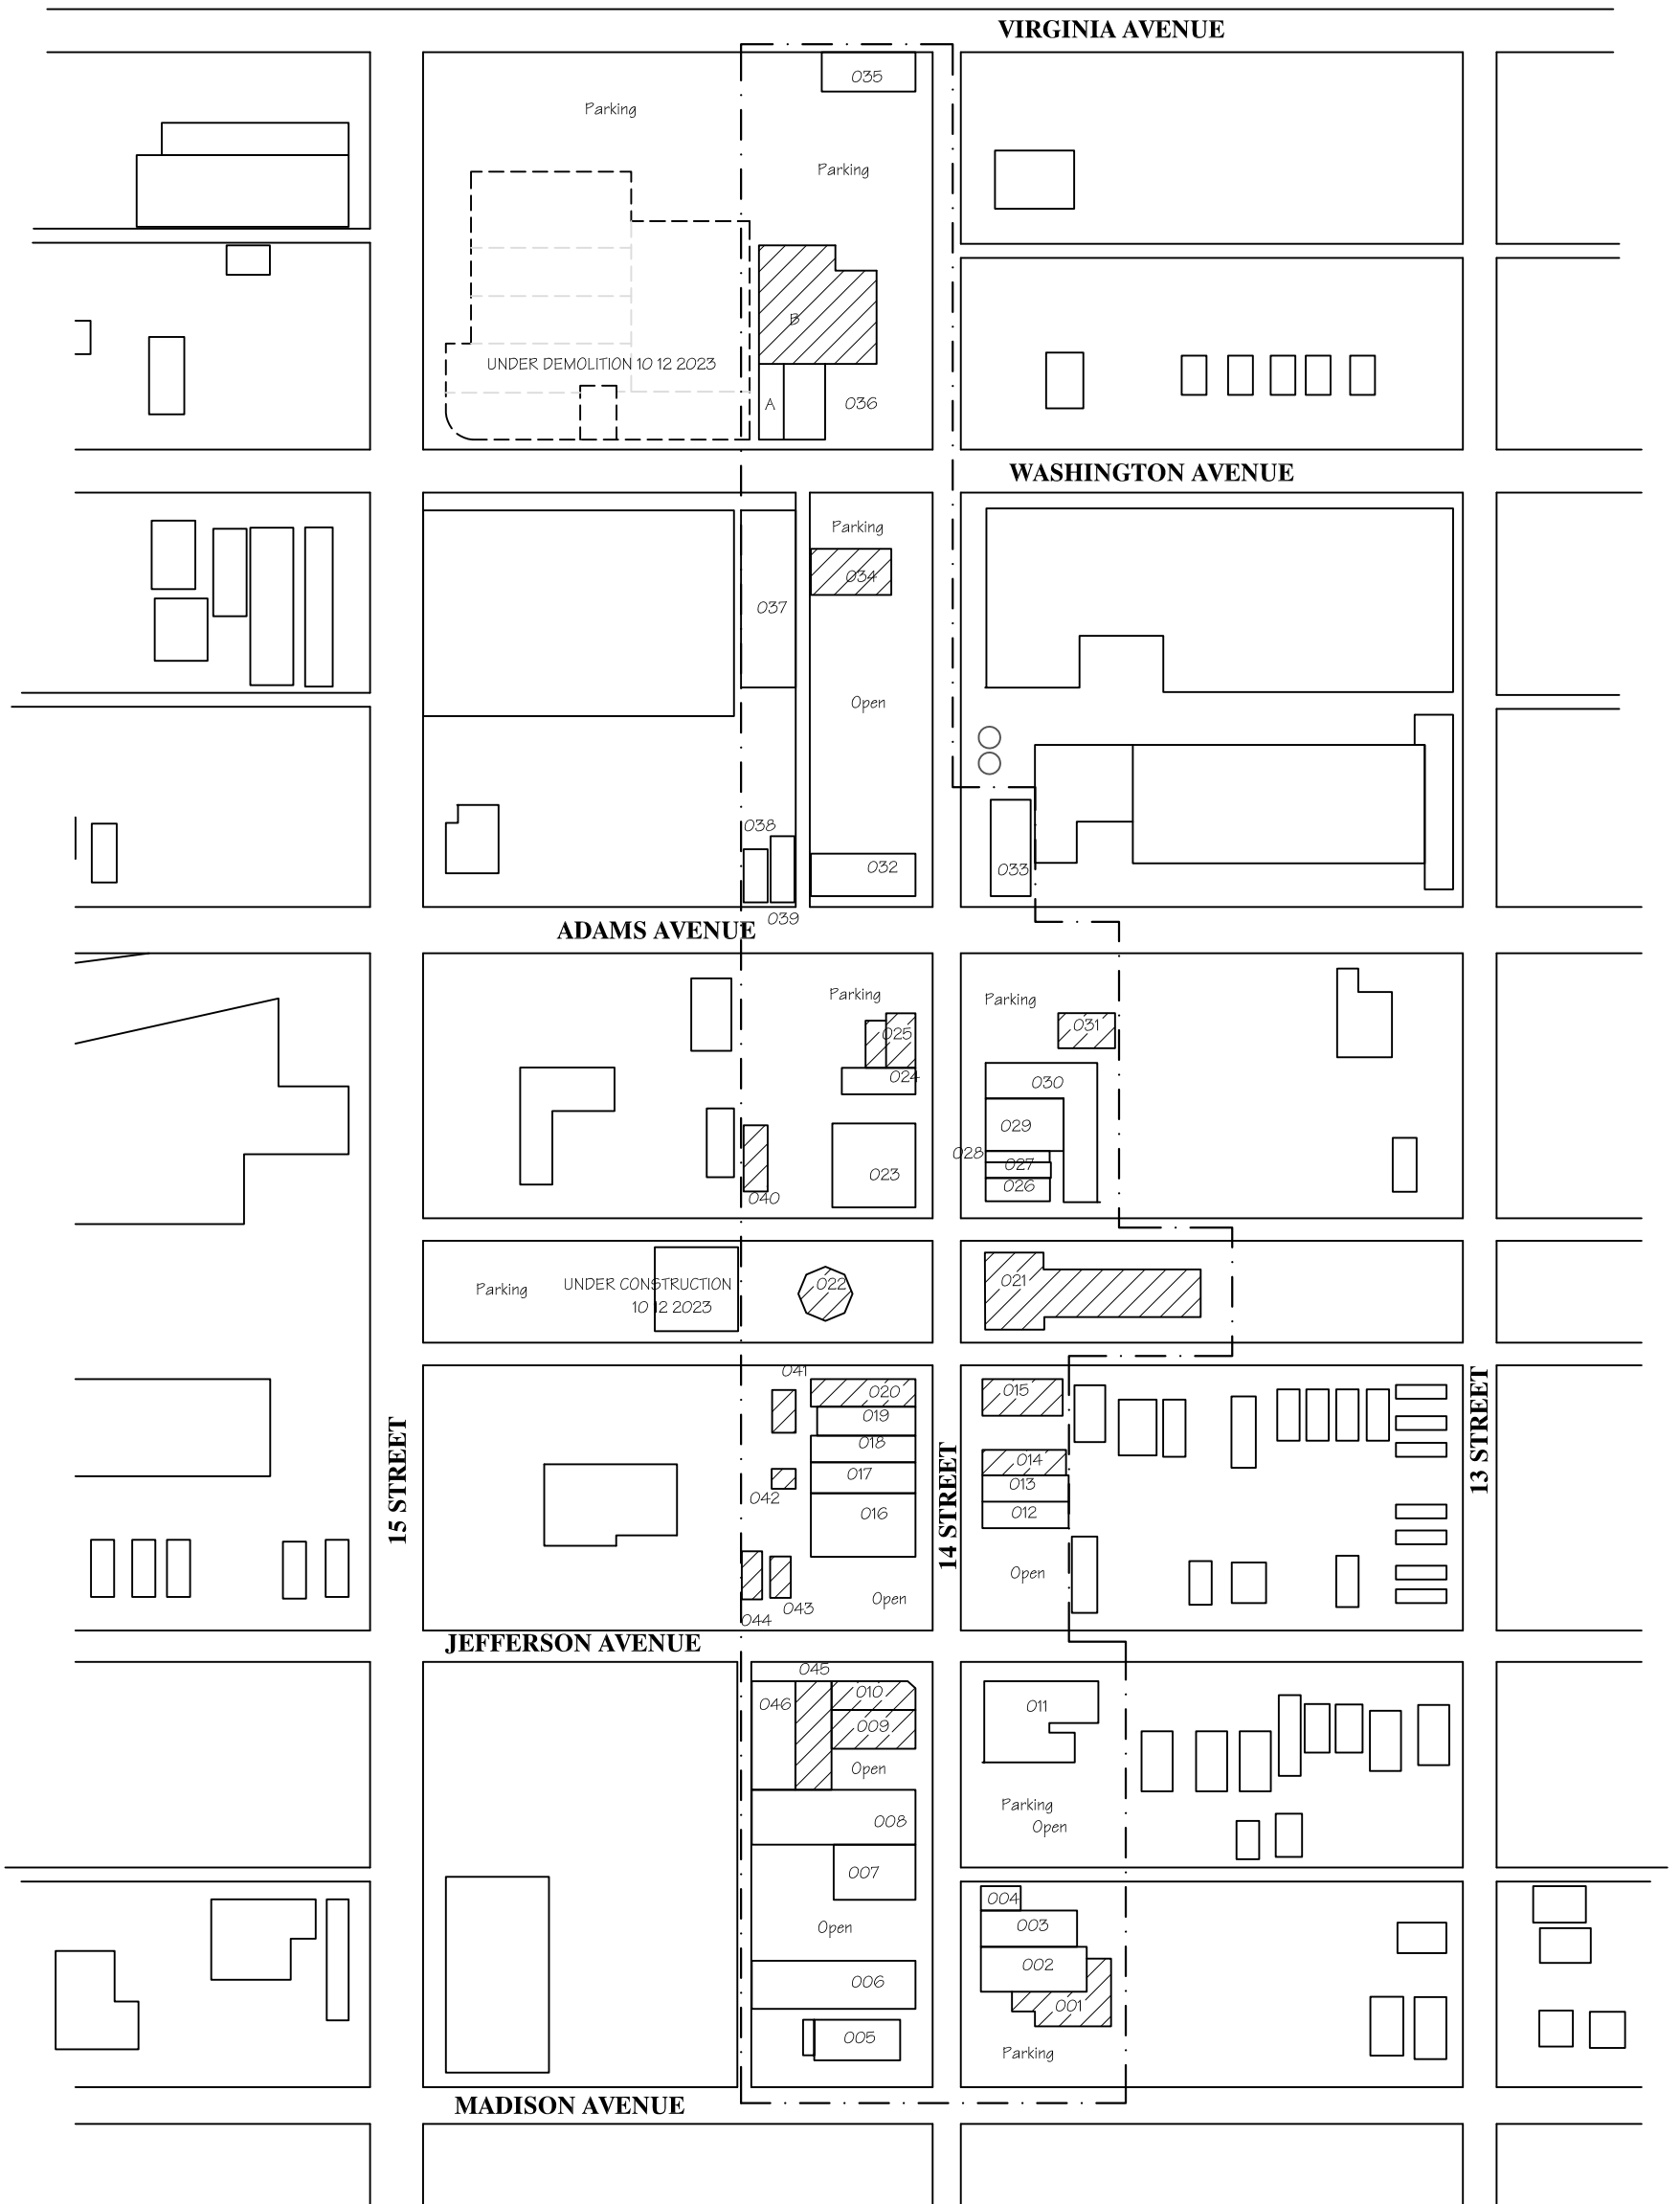 VIRGINIA AVENUE
035
Parking
Parking
B
UNDER DEMOLITION 10 12 2023
A
036
WASHINGTON AVENUE
Parking
034
037
Open
038
032
033
039
ADAMS AVENUE
Parking
Parking
031
025
024
030
029
028
027
023
026
040
Parking
UNDER CONSTRUCTION
10 12 2023
022
021
041
020
015
019
018
014
017
013
042
016
012
15 STREET
14 STREET
13 STREET
Open
Open
043
044
JEFFERSON AVENUE
045
010
046
011
009
Open
Parking
Open
008
007
004
003
Open
002
006
001
005
Parking
MADISON AVENUE